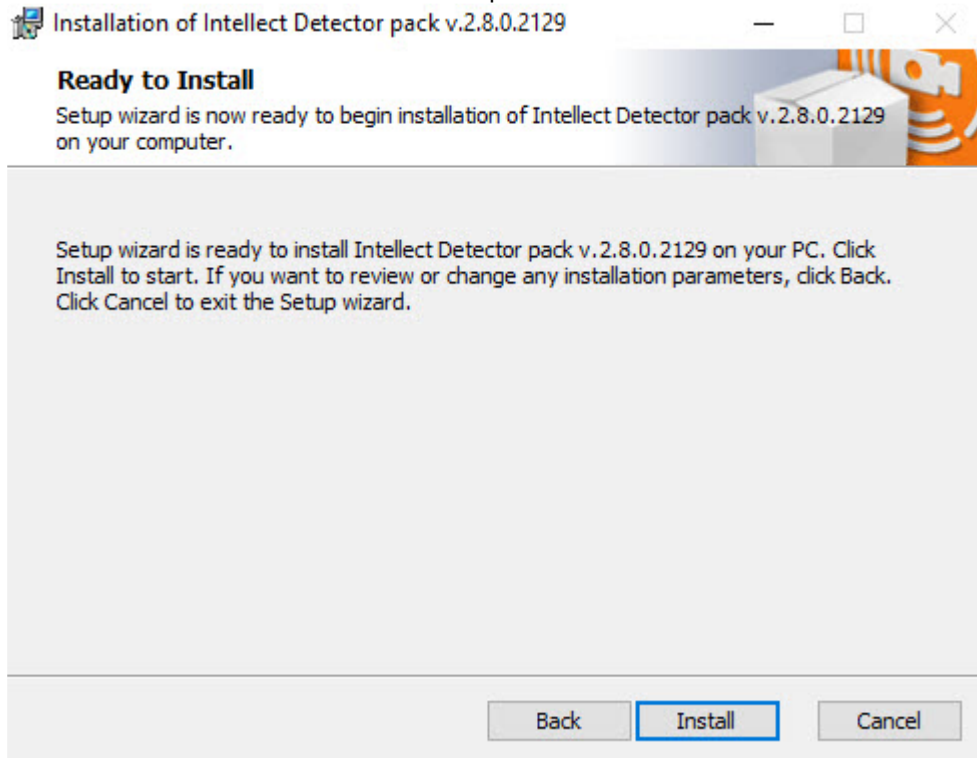 Installation of Intellect Detector pack v.2.8.0.2129
Ready to Install
Setup wizard is now ready to begin installation of Intellect Detector pack v.2.8.0.2129
on your computer.
Setup wizard is ready to install Intellect Detector pack v.2.8.0.2129 on your PC. Click
Install to start. If you want to review or change any installation parameters, click Back.
Click Cancel to exit the Setup wizard.
Back
Install
Cancel